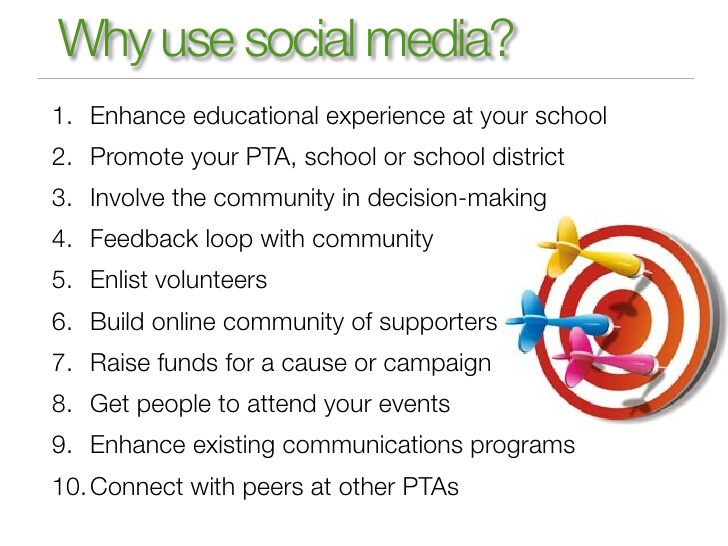 Why use social media?
1. Enhance educational experience at your school
2. Promote your PTA, school or school district
3. Involve the community in decision-making
4. Feedback loop with community
5. Enlist volunteers
6. Build online community of supporters
7. Raise funds for a cause or campaign
8. Get people to attend your events
9. Enhance existing communications programs
10. Connect with peers at other PTAs